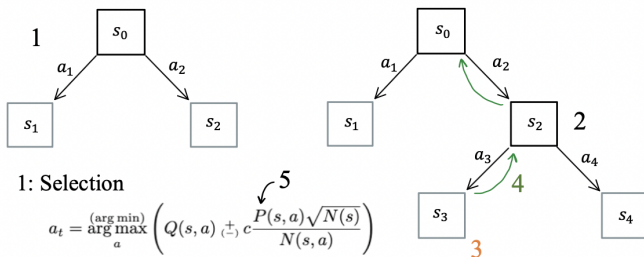 1
s₀
a₁
a₂
s₁
s₂
s₀
a₁
a₂
s₁
s₂
2
a₃
a₄
4
s₃
s₄
3
1: Selection
5
(arg min)
a_t = arg max_a ( Q(s, a) + (−) c P(s, a)√N(s) / N(s, a) )